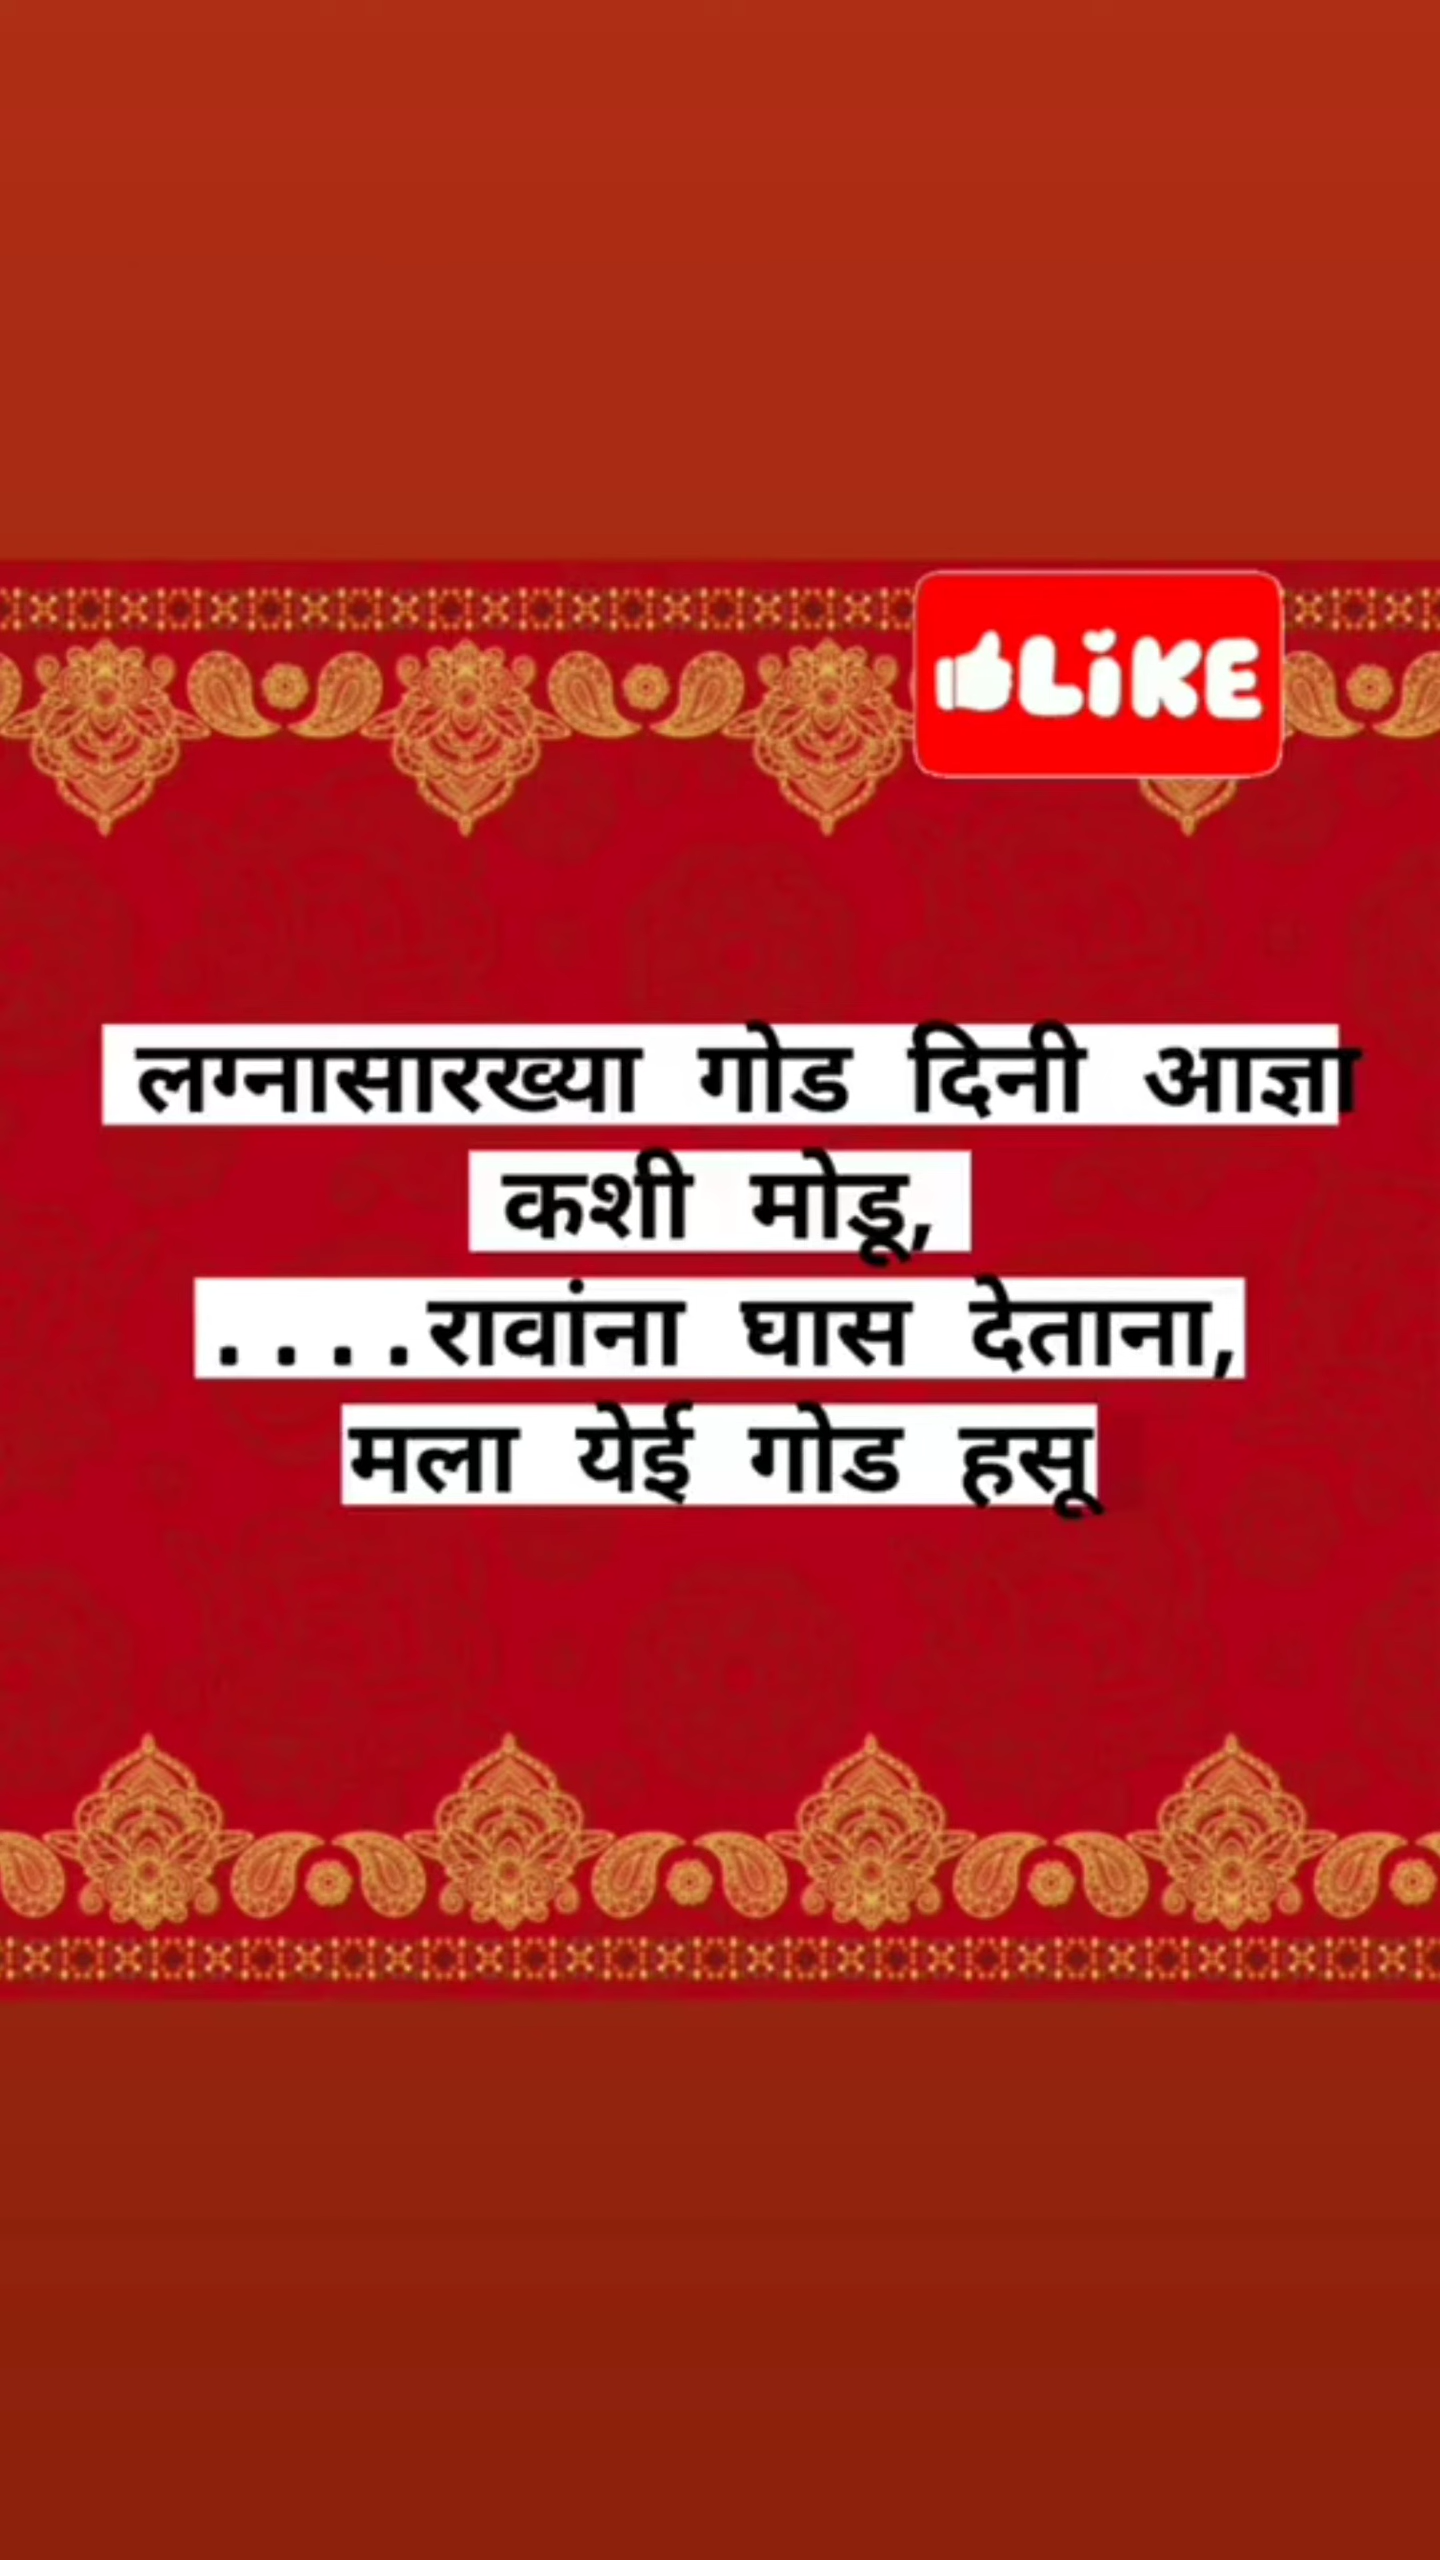 LiKE
लग्नासारख्या गोड दिनी आज्ञा
कशी मोडू,
....रावांना घास देताना,
मला येई गोड हसू